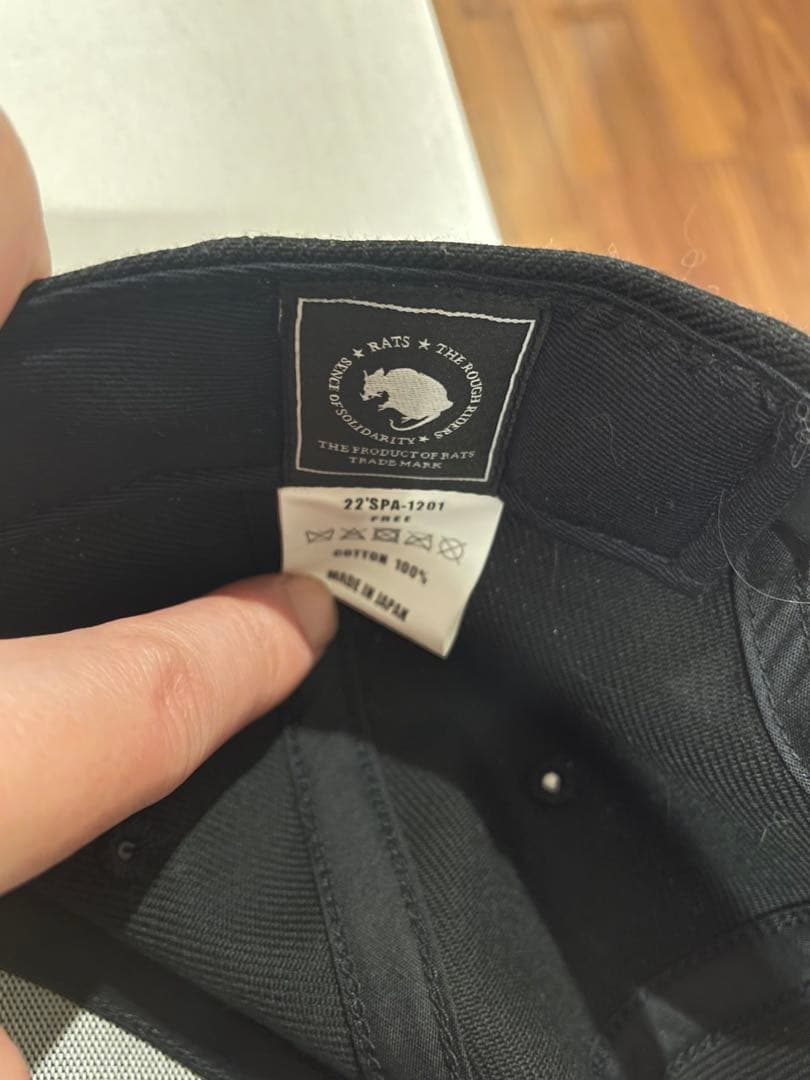 ★ RATS ★ THE ROUGH RIDERS ★ SENCE OF SOLIDARITY
THE PRODUCT OF RATS
TRADE MARK
22'SPA-1201
FREE
COTTON 100%
MADE IN JAPAN